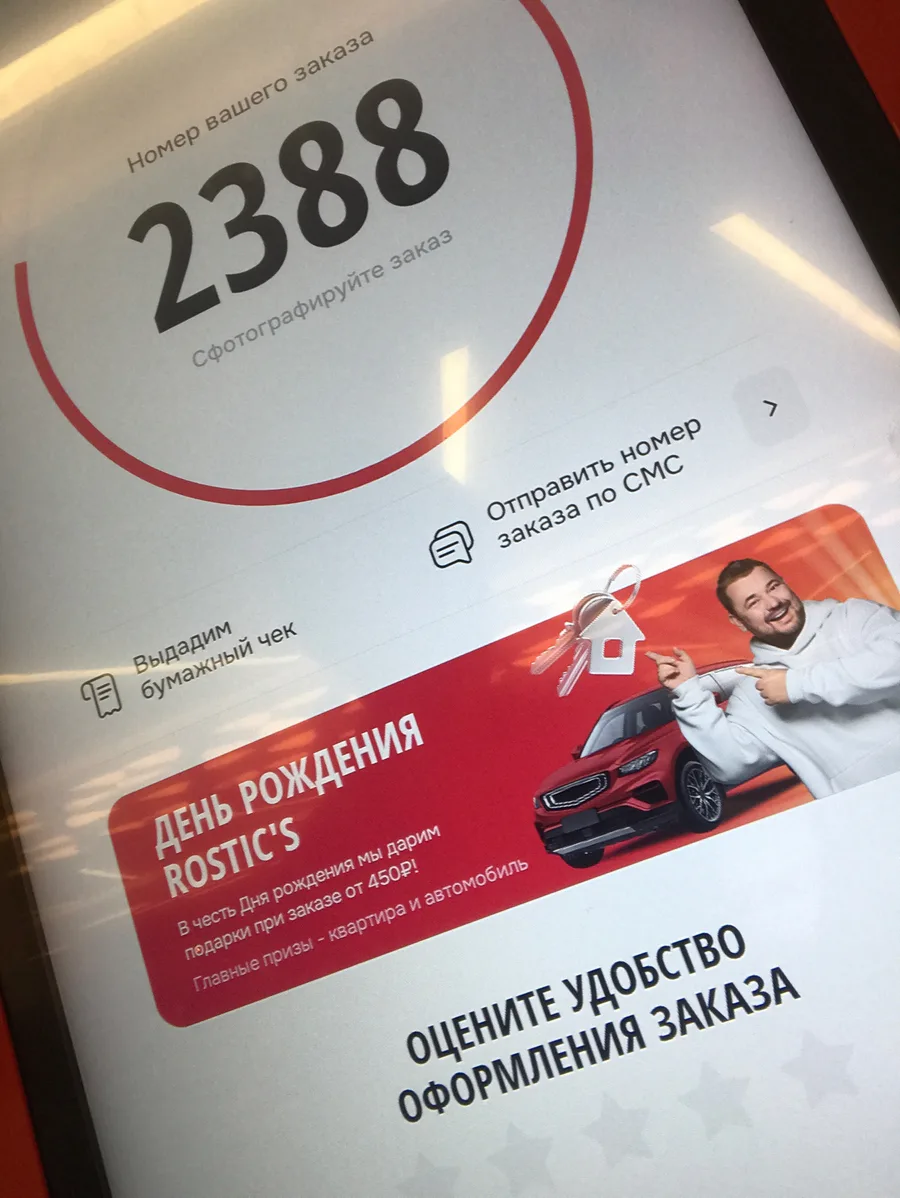 Номер вашего заказа
2388
Сфотографируйте заказ
Отправить номер
заказа по СМС
Выдадим
бумажный чек
ДЕНЬ РОЖДЕНИЯ
ROSTIC'S
В честь Дня рождения мы дарим
подарки при заказе от 450₽!
Главные призы - квартира и автомобиль
ОЦЕНИТЕ УДОБСТВО
ОФОРМЛЕНИЯ ЗАКАЗА